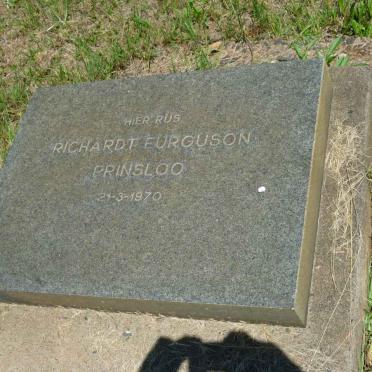 HIER RUS
RICHARDT FURGUSON
PRINSLOO
21-3-1970